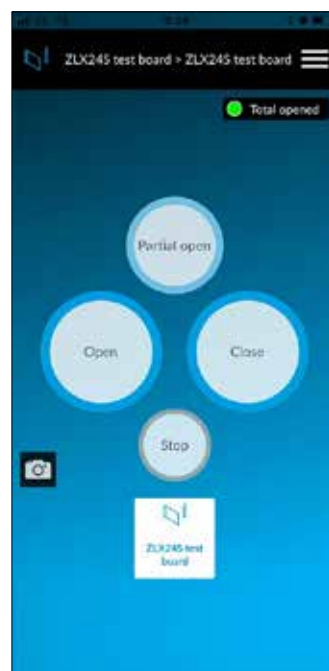 ZLX24S test board > ZLX24S test board
Total opened
Partial open
Open
Close
Stop
ZLX24S test
board